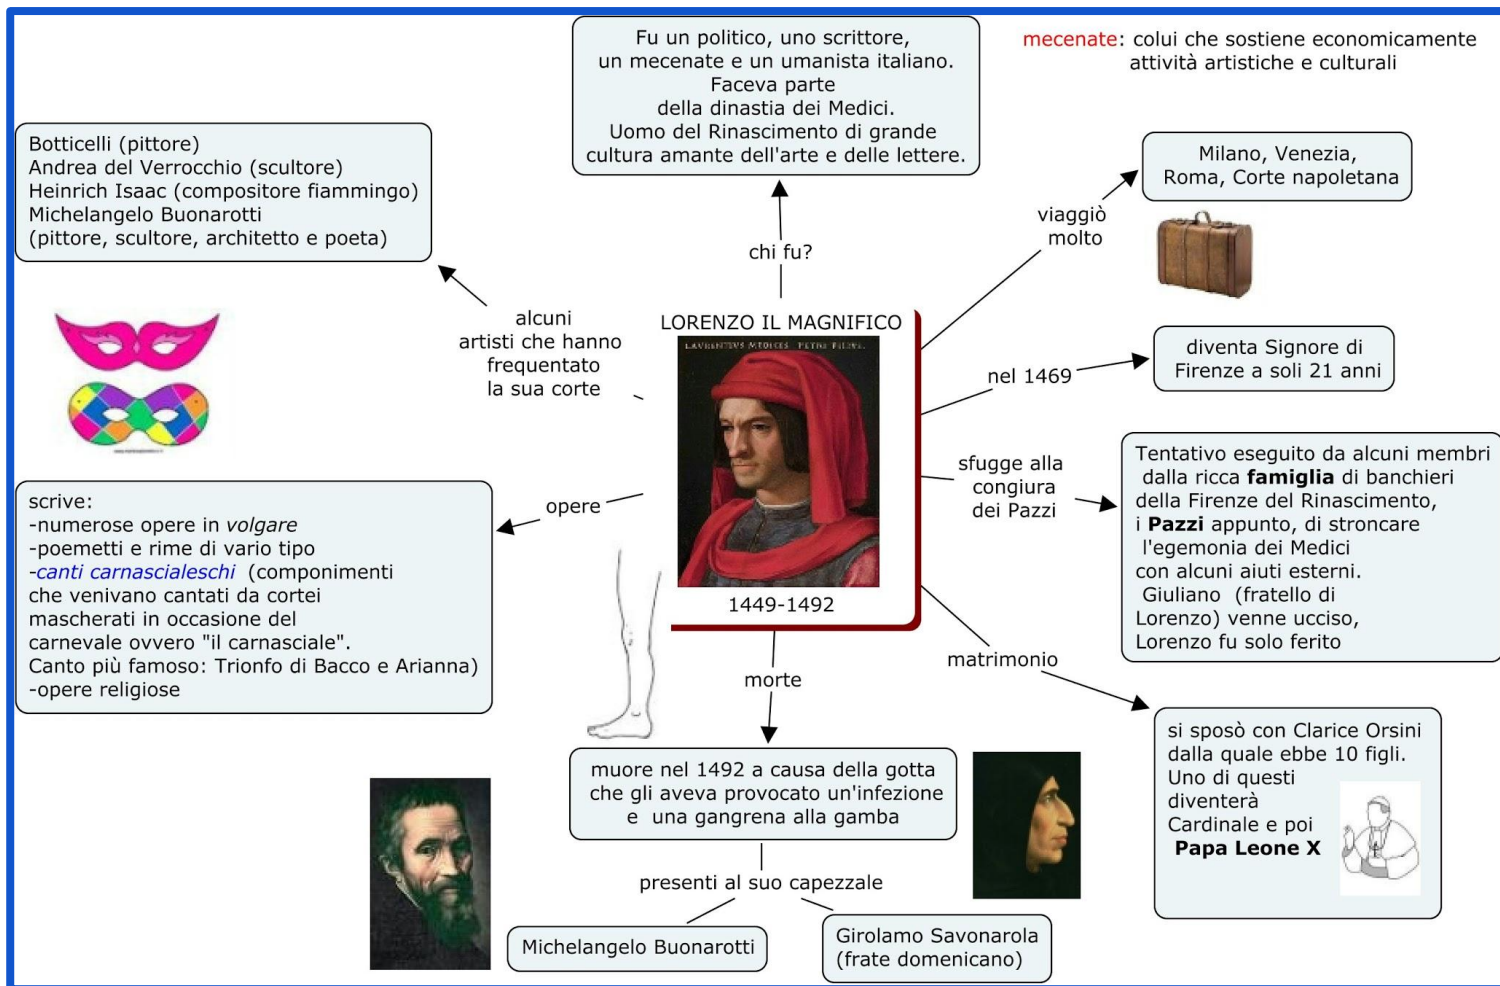 Fu un politico, uno scrittore,
un mecenate e un umanista italiano.
Faceva parte
della dinastia dei Medici.
Uomo del Rinascimento di grande
cultura amante dell'arte e delle lettere.
mecenate: colui che sostiene economicamente
attività artistiche e culturali
Botticelli (pittore)
Andrea del Verrocchio (scultore)
Heinrich Isaac (compositore fiammingo)
Michelangelo Buonarotti
(pittore, scultore, architetto e poeta)
Milano, Venezia,
Roma, Corte napoletana
viaggiò
molto
chi fu?
alcuni
artisti che hanno
frequentato
la sua corte
LORENZO IL MAGNIFICO
LAVRENTIVS MEDICES PETRI FILIVS.
1449-1492
nel 1469
diventa Signore di
Firenze a soli 21 anni
sfugge alla
congiura
dei Pazzi
Tentativo eseguito da alcuni membri
dalla ricca famiglia di banchieri
della Firenze del Rinascimento,
i Pazzi appunto, di stroncare
l'egemonia dei Medici
con alcuni aiuti esterni.
Giuliano (fratello di
Lorenzo) venne ucciso,
Lorenzo fu solo ferito
opere
scrive:
-numerose opere in volgare
-poemetti e rime di vario tipo
-canti carnascialeschi (componimenti
che venivano cantati da cortei
mascherati in occasione del
carnevale ovvero "il carnasciale".
Canto più famoso: Trionfo di Bacco e Arianna)
-opere religiose
matrimonio
si sposò con Clarice Orsini
dalla quale ebbe 10 figli.
Uno di questi
diventerà
Cardinale e poi
Papa Leone X
morte
muore nel 1492 a causa della gotta
che gli aveva provocato un'infezione
e una gangrena alla gamba
presenti al suo capezzale
Michelangelo Buonarotti
Girolamo Savonarola
(frate domenicano)